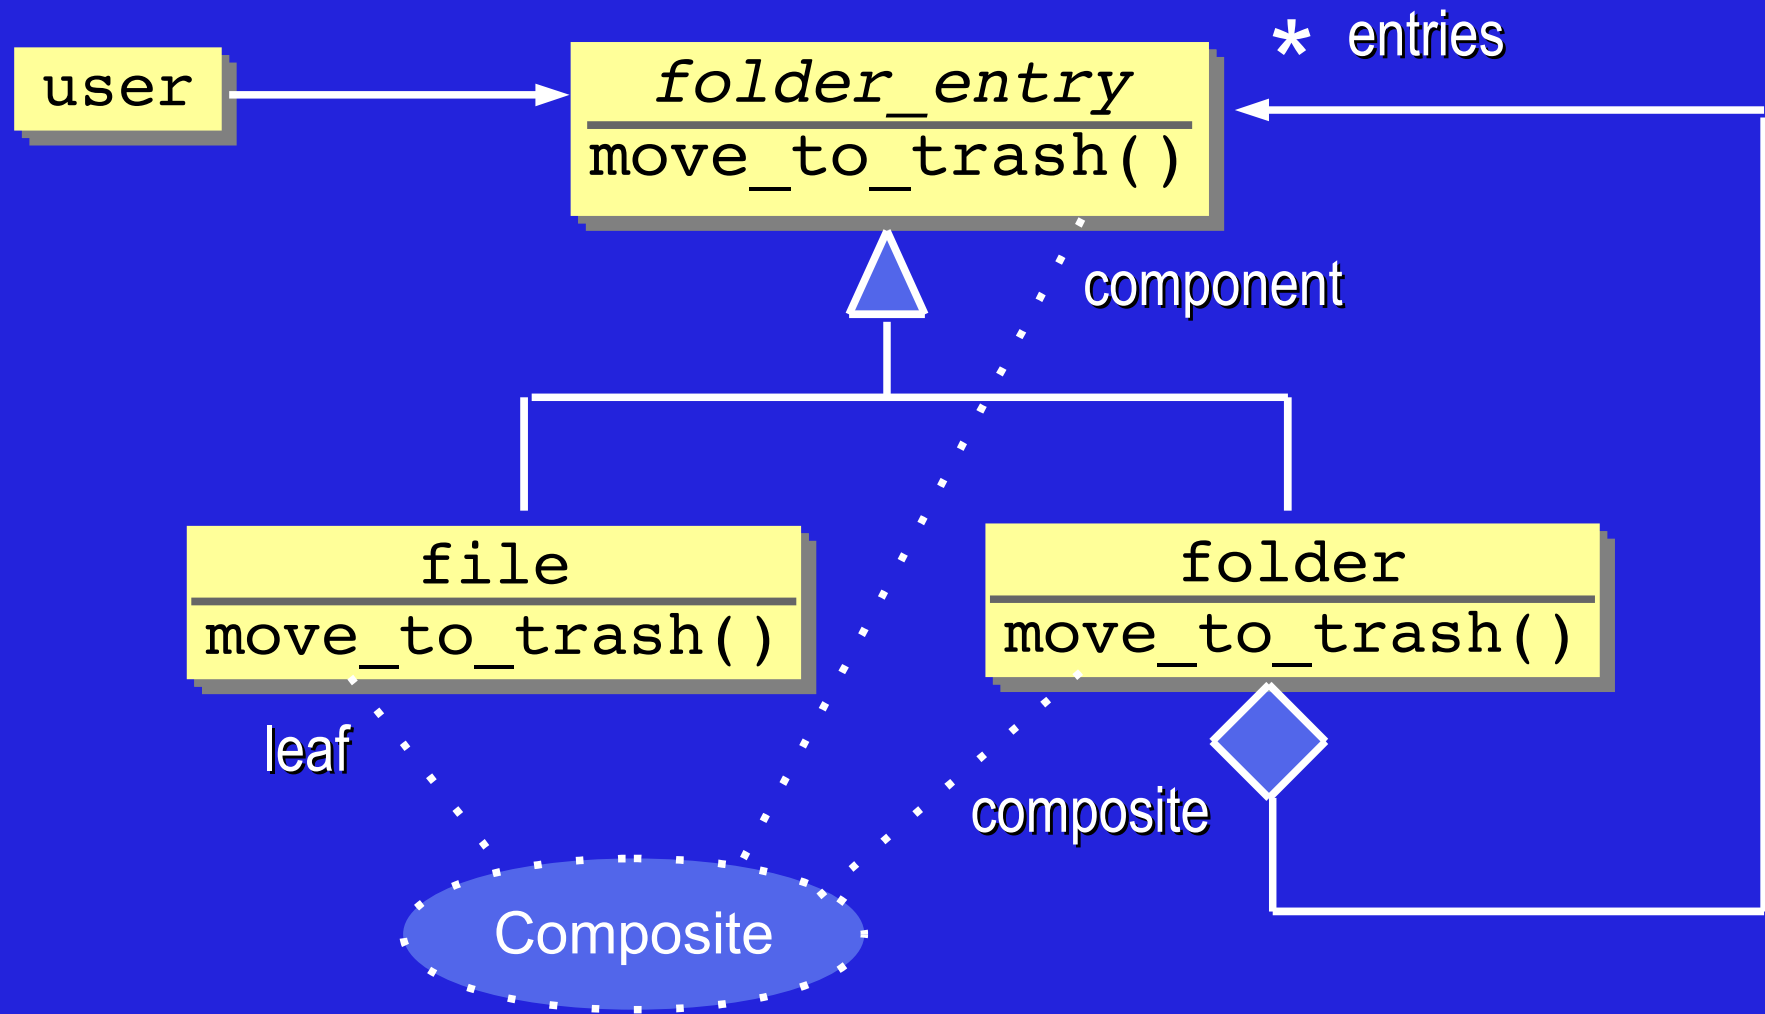 * entries
user
folder_entry
move_to_trash()
component
file
move_to_trash()
folder
move_to_trash()
leaf
composite
Composite